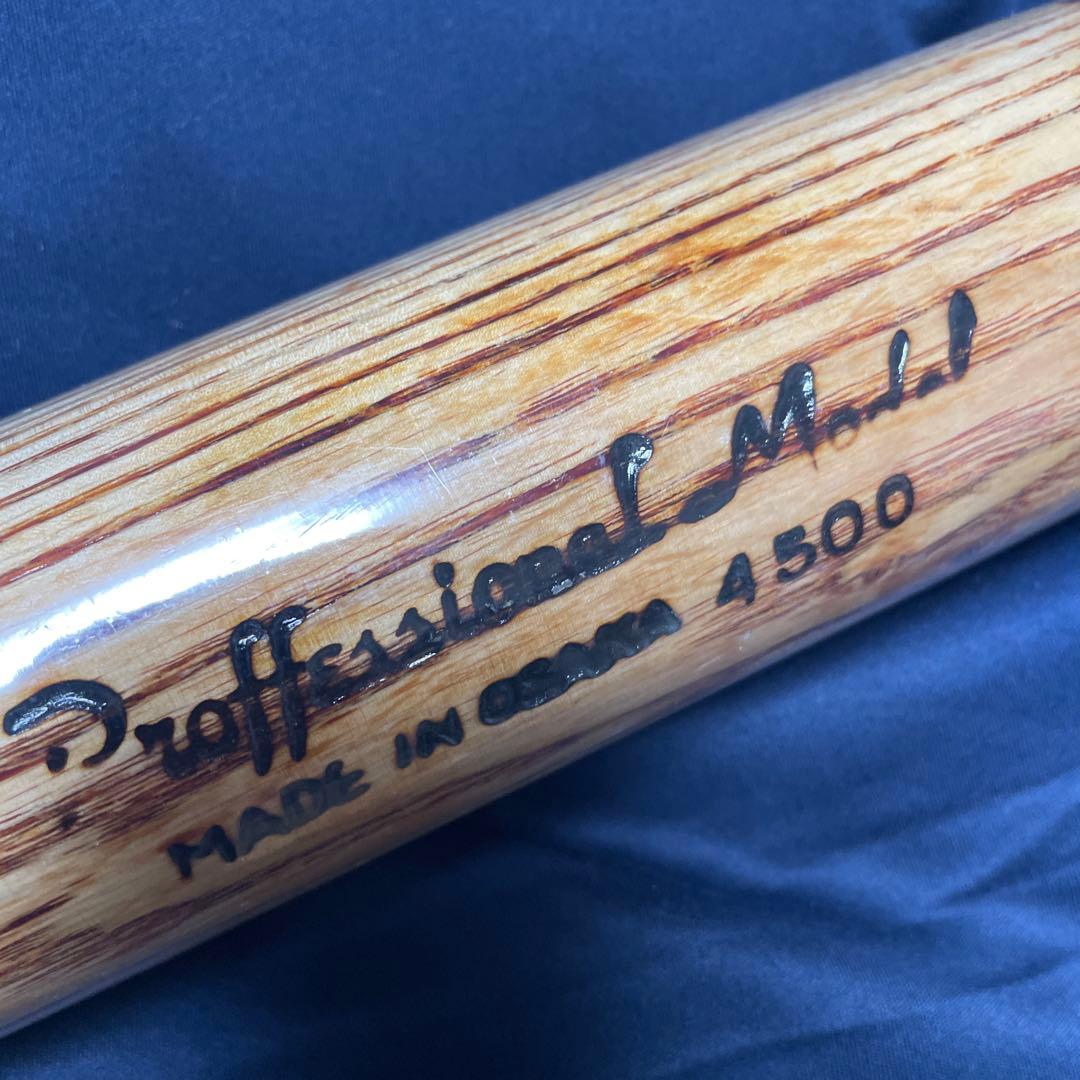 Proffessional Model
MADE IN OSAKA 4500